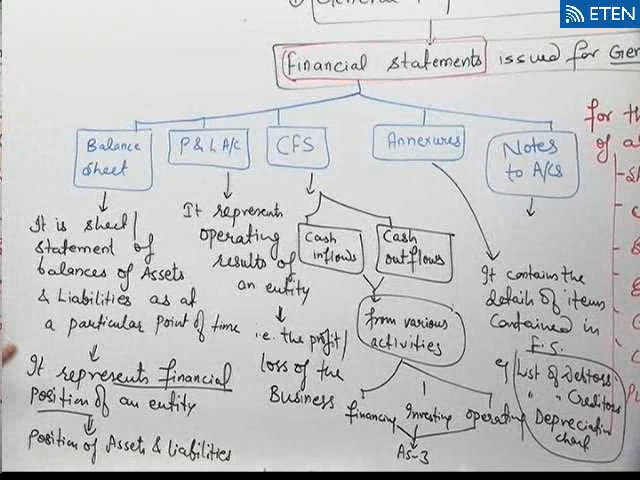 ETEN
General
Financial statements issued for Gen
Balance Sheet
P & L A/c
CFS
Annexures
Notes to A/cs
for th
of a
It is sheet/
statement of
balances of Assets
& Liabilities as at
a particular point of time
It represents financial
position of an entity
position of Assets & Liabilities
It represents
operating
results of
an entity
i.e. the profit/
loss of the
Business
Cash inflows
Cash outflows
from various
activities
financing Investing operating
AS-3
It contains the
detail of items
contained in
F.S.
eg List of Debtors
" " Creditors
Depreciation
chart